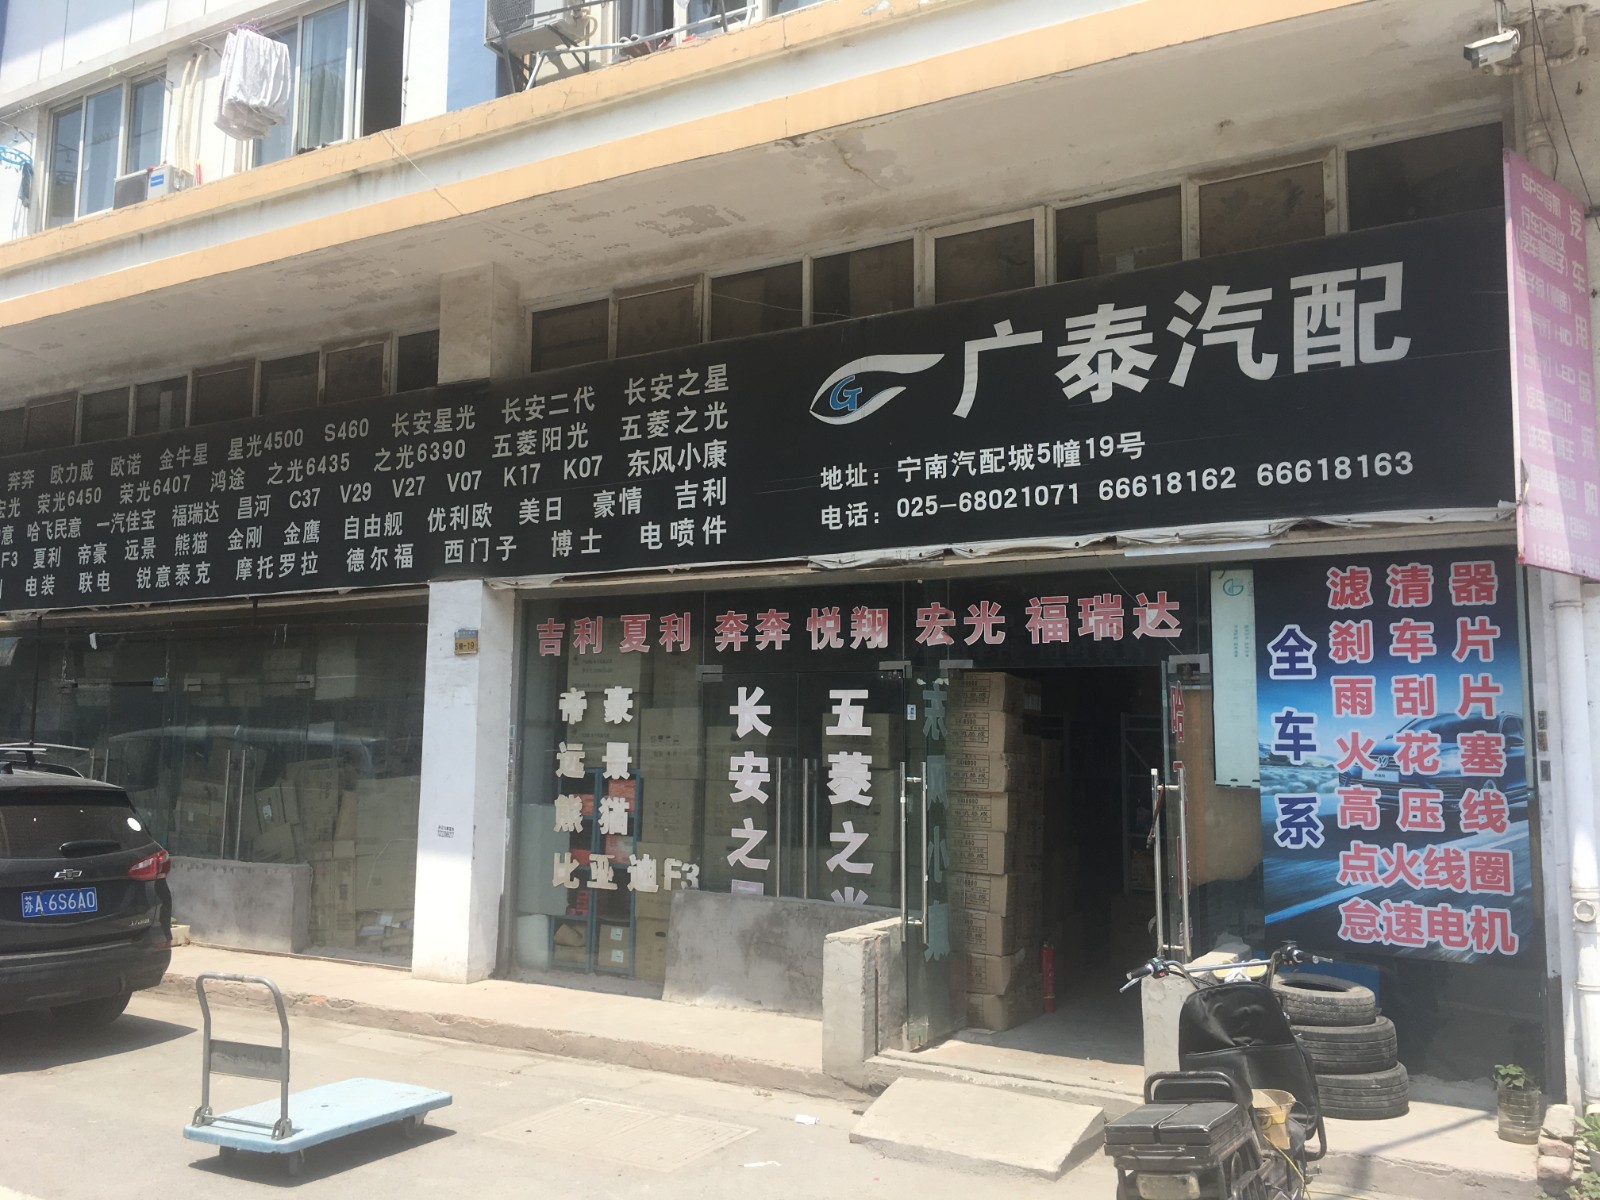 奔奔 欧力威 欧诺 金牛星 星光4500 S460 长安星光 长安二代 长安之星
宏光 荣光6450 荣光6407 鸿途 之光6435 之光6390 五菱阳光 五菱之光
意 哈飞民意 一汽佳宝 福瑞达 昌河 C37 V29 V27 V07 K17 K07 东风小康
F3 夏利 帝豪 远景 熊猫 金刚 金鹰 自由舰 优利欧 美日 豪情 吉利
电装 联电 锐意泰克 摩托罗拉 德尔福 西门子 博士 电喷件
G
广泰汽配
地址：宁南汽配城5幢19号
电话：025-68021071 66618162 66618163
吉利 夏利 奔奔 悦翔 宏光 福瑞达
帝豪
远景
熊猫
比亚迪F3
长安之
五菱之光
小
哈
全车系
滤清器
刹车片
雨刮片
火花塞
高压线
点火线圈
怠速电机
汽车用品
购
苏A·6S6A0